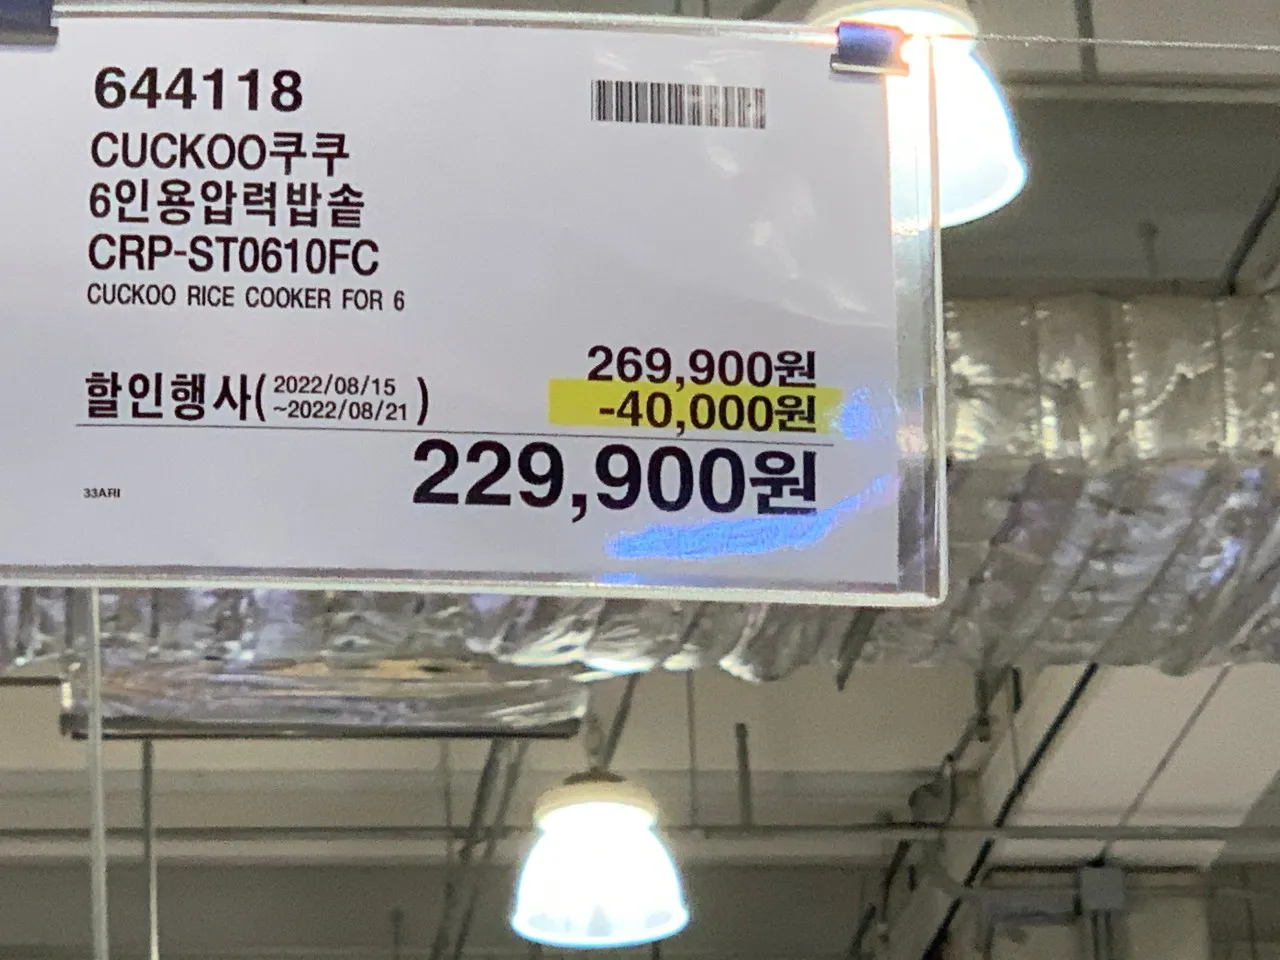 644118
CUCKOO쿠쿠
6인용압력밥솥
CRP-ST0610FC
CUCKOO RICE COOKER FOR 6
269,900원
할인행사(2022/08/15
~2022/08/21)
-40,000원
229,900원
33ARI